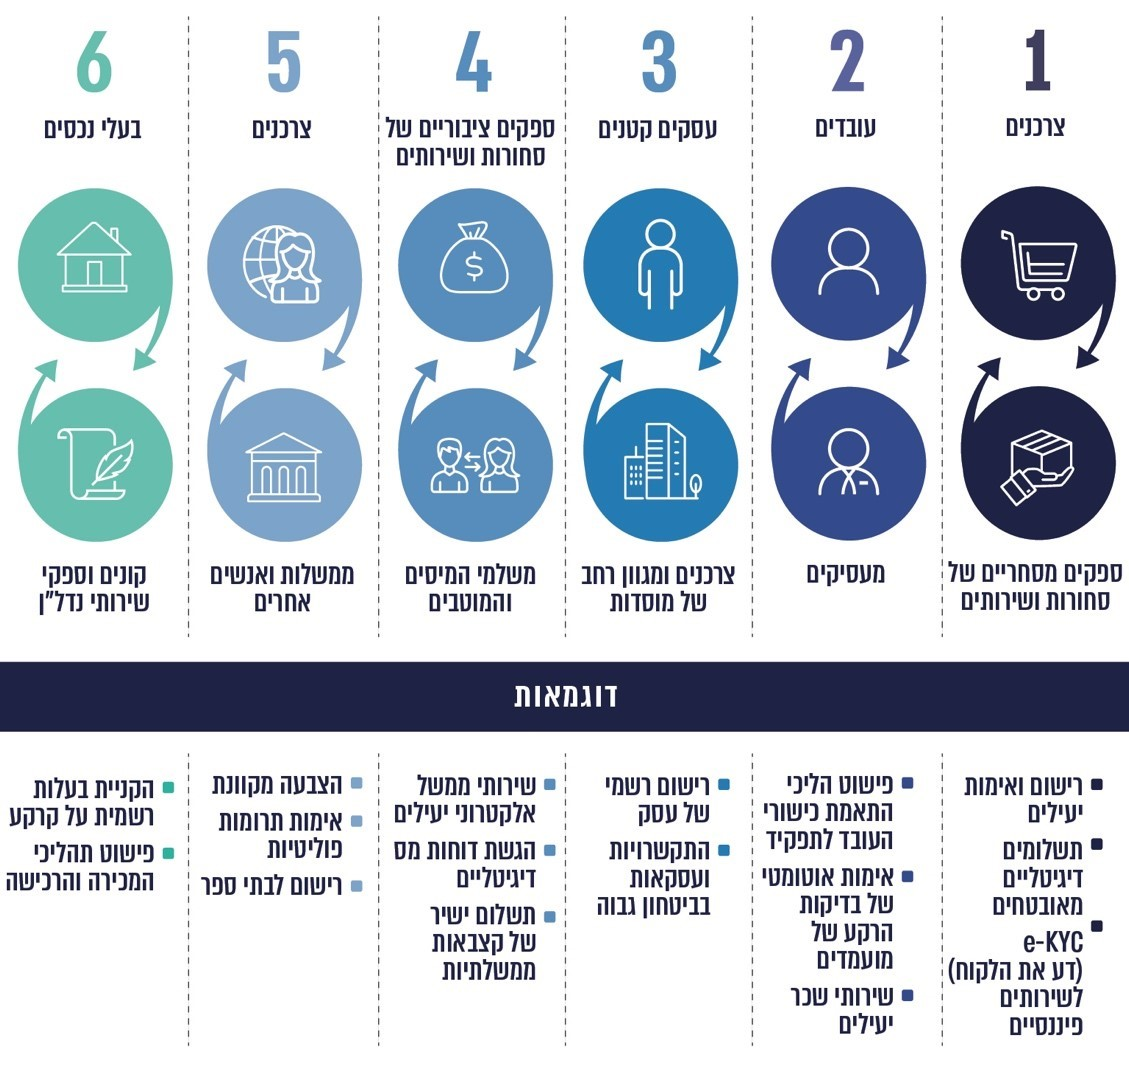 1
צרכנים
ספקים מסחריים של
סחורות ושירותים
2
עובדים
מעסיקים
3
עסקים קטנים
צרכנים ומגוון רחב
של מוסדות
4
ספקים ציבוריים של
סחורות ושירותים
$
משלמי המיסים
והמוטבים
5
צרכנים
ממשלות ואנשים
אחרים
6
בעלי נכסים
קונים וספקי
שירותי נדל"ן
דוגמאות
רישום ואימות
יעילים
תשלומים
דיגיטליים
מאובטחים
e-KYC
(דע את הלקוח)
לשירותים
פיננסיים
פישוט הליכי
התאמת כישורי
העובד לתפקיד
אימות אוטומטי
של בדיקות
הרקע של
מועמדים
שירותי שכר
יעילים
רישום רשמי
של עסק
התקשרויות
ועסקאות
בביטחון גבוה
שירותי ממשל
אלקטרוני יעילים
הגשת דוחות מס
דיגיטליים
תשלום ישיר
של קצבאות
ממשלתיות
הצבעה מקוונת
אימות תרומות
פוליטיות
רישום לבתי ספר
הקניית בעלות
רשמית על קרקע
פישוט תהליכי
המכירה והרכישה